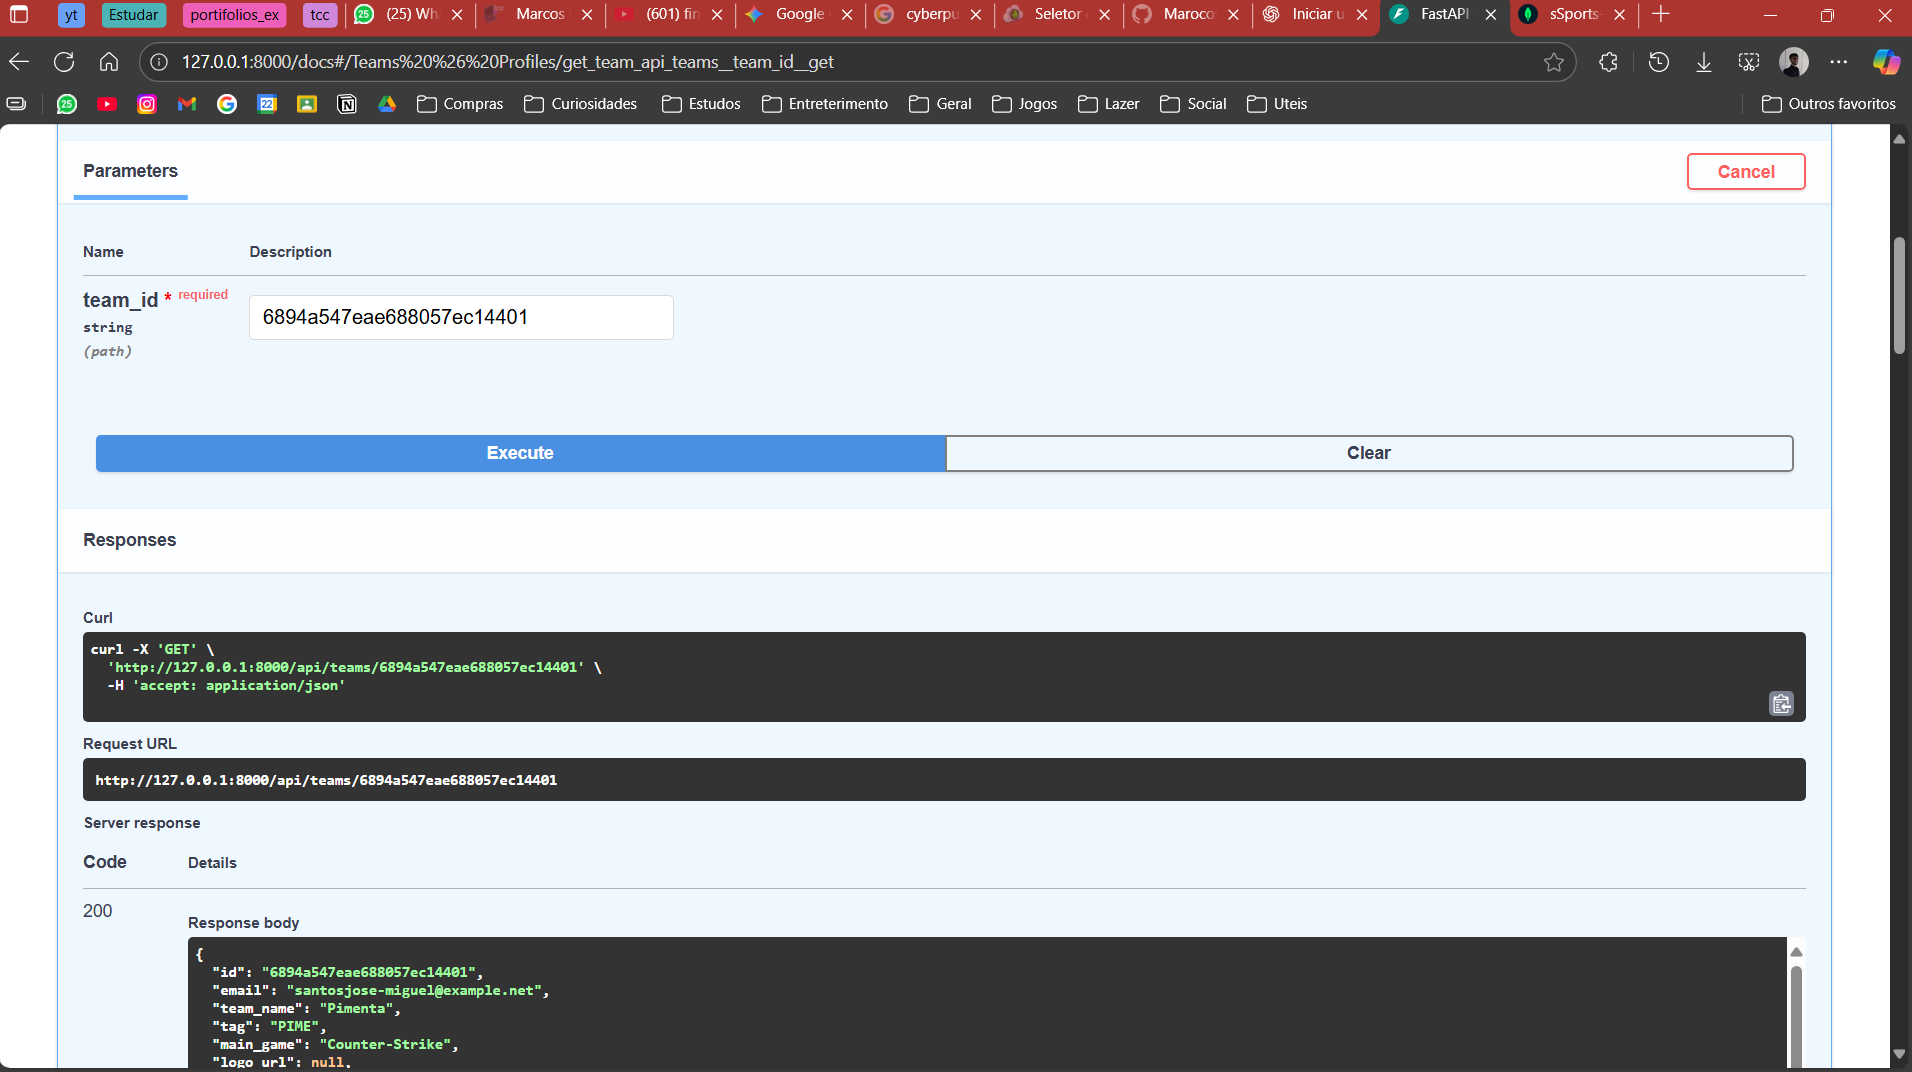 yt
Estudar
portifolios_ex
tcc
(25) Wh
Marcos
(601) fin
Google
cyberpu
Seletor
Maroco
Iniciar u
FastAPI
sSports-
127.0.0.1:8000/docs#/Teams%20%26%20Profiles/get_team_api_teams__team_id__get
25
22
Compras
Curiosidades
Estudos
Entreterimento
Geral
Jogos
Lazer
Social
Uteis
Outros favoritos
Parameters
Cancel
Name
Description
team_id * required
string
(path)
6894a547eae688057ec14401
Execute
Clear
Responses
Curl
curl -X 'GET' \
'http://127.0.0.1:8000/api/teams/6894a547eae688057ec14401' \
-H 'accept: application/json'
Request URL
http://127.0.0.1:8000/api/teams/6894a547eae688057ec14401
Server response
Code
Details
200
Response body
{
"id": "6894a547eae688057ec14401",
"email": "santosjose-miguel@example.net",
"team_name": "Pimenta",
"tag": "PIME",
"main_game": "Counter-Strike",
"logo_url": null,